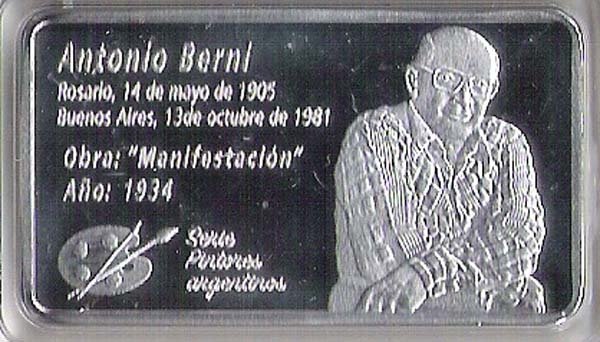 Antonio Berni
Rosario, 14 de mayo de 1905
Buenos Aires, 13de octubre de 1981
Obra: "Manifestación"
Año: 1934
Serie
Pintores
argentinos